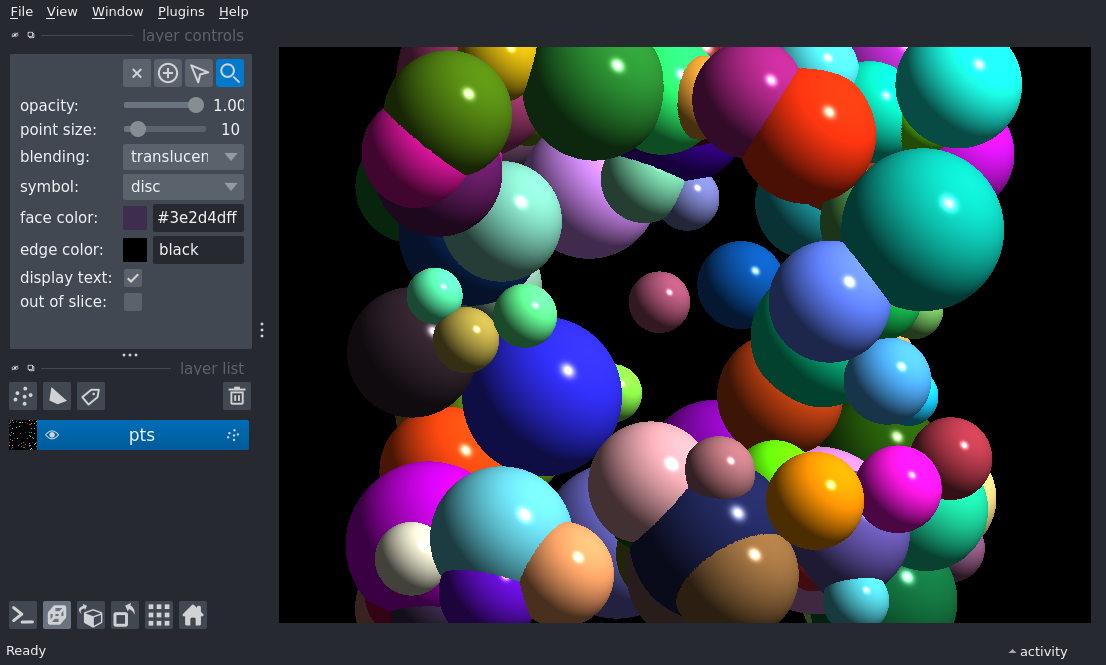 File View Window Plugins Help
layer controls
opacity: 1.00
point size: 10
blending: translucen
symbol: disc
face color: #3e2d4dff
edge color: black
display text:
out of slice:
layer list
pts
Ready
activity